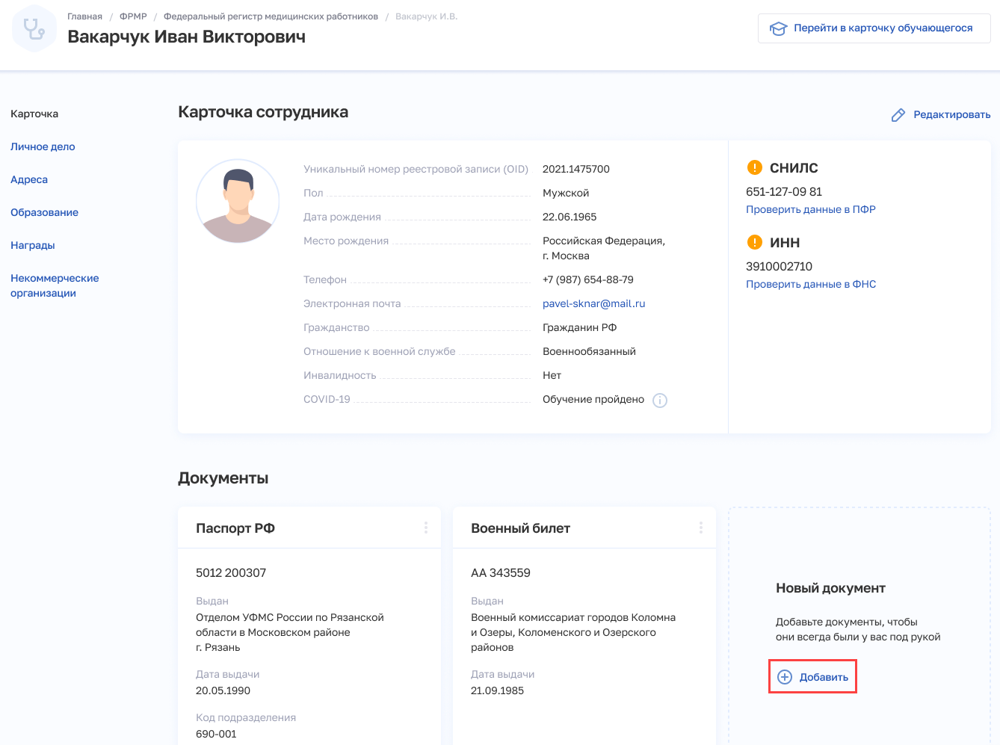 Главная / ФРМР / Федеральный регистр медицинских работников / Вакарчук И.В.
Вакарчук Иван Викторович
Перейти в карточку обучающегося
Карточка
Личное дело
Адреса
Образование
Награды
Некоммерческие
организации
Карточка сотрудника
Редактировать
Уникальный номер реестровой записи (OID) 2021.1475700
Пол Мужской
Дата рождения 22.06.1965
Место рождения Российская Федерация,
г. Москва
Телефон +7 (987) 654-88-79
Электронная почта pavel-sknar@mail.ru
Гражданство Гражданин РФ
Отношение к военной службе Военнообязанный
Инвалидность Нет
COVID-19 Обучение пройдено
СНИЛС
651-127-09 81
Проверить данные в ПФР
ИНН
3910002710
Проверить данные в ФНС
Документы
Паспорт РФ
5012 200307
Выдан
Отделом УФМС России по Рязанской
области в Московском районе
г. Рязань
Дата выдачи
20.05.1990
Код подразделения
690-001
Военный билет
АА 343559
Выдан
Военный комиссариат городов Коломна
и Озеры, Коломенского и Озерского
районов
Дата выдачи
21.09.1985
Новый документ
Добавьте документы, чтобы
они всегда были у вас под рукой
Добавить